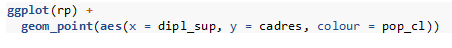 ggplot(rp) +
  geom_point(aes(x = dipl_sup, y = cadres, colour = pop_cl))